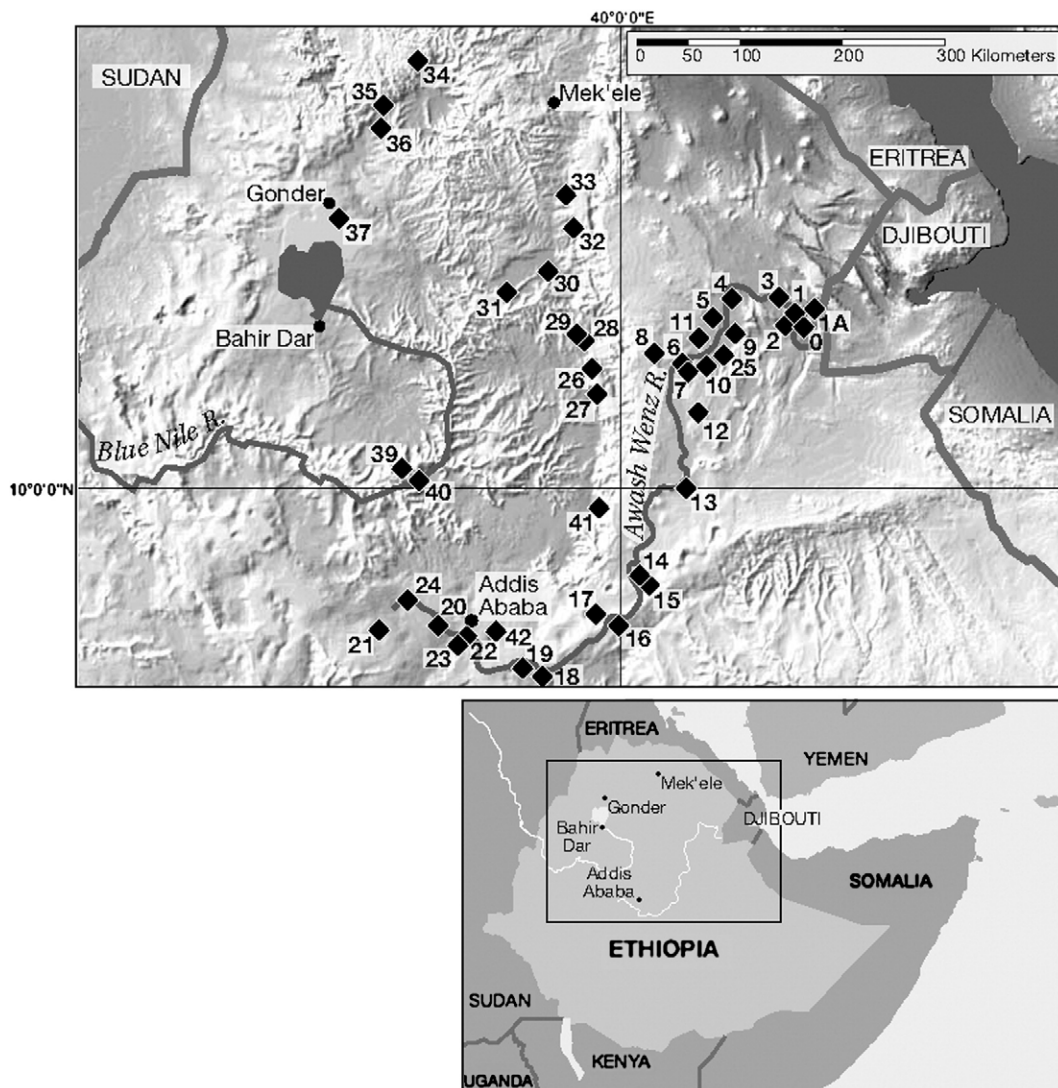 40°0'0"E
0 50 100 200 300 Kilometers
SUDAN
34
35
Mek'ele
36
ERITREA
33
Gonder
37
32
DJIBOUTI
30
31
4
3
1
5
1A
29
28
11
2
0
Bahir Dar
8
6
9
26
7
10
25
27
12
SOMALIA
Blue Nile R.
Awash Wenz R.
39
40
10°0'0"N
13
41
14
24
Addis
Ababa
15
20
17
21
42
16
22
23
19
18
ERITREA
YEMEN
Mek'ele
Gonder
DJIBOUTI
Bahir
Dar
Addis
Ababa
SOMALIA
ETHIOPIA
SUDAN
KENYA
UGANDA